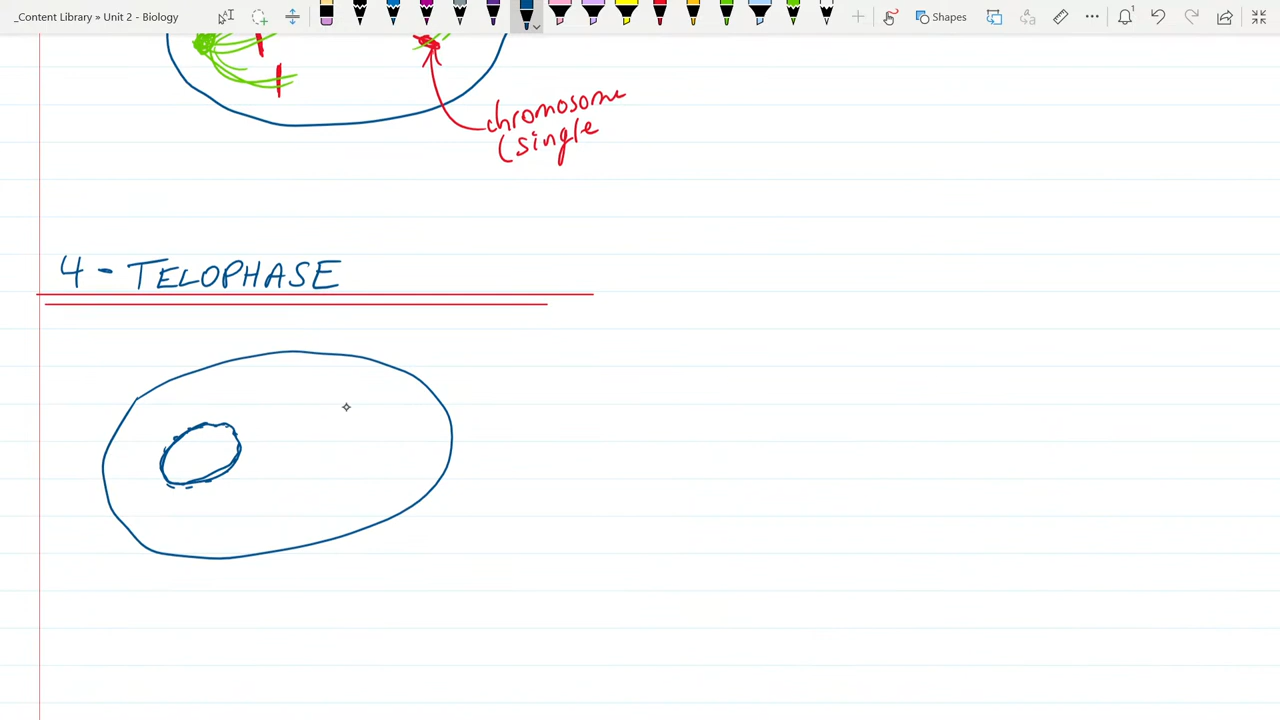 _Content Library » Unit 2 - Biology
Shapes
chromosome
(single
4 - TELOPHASE